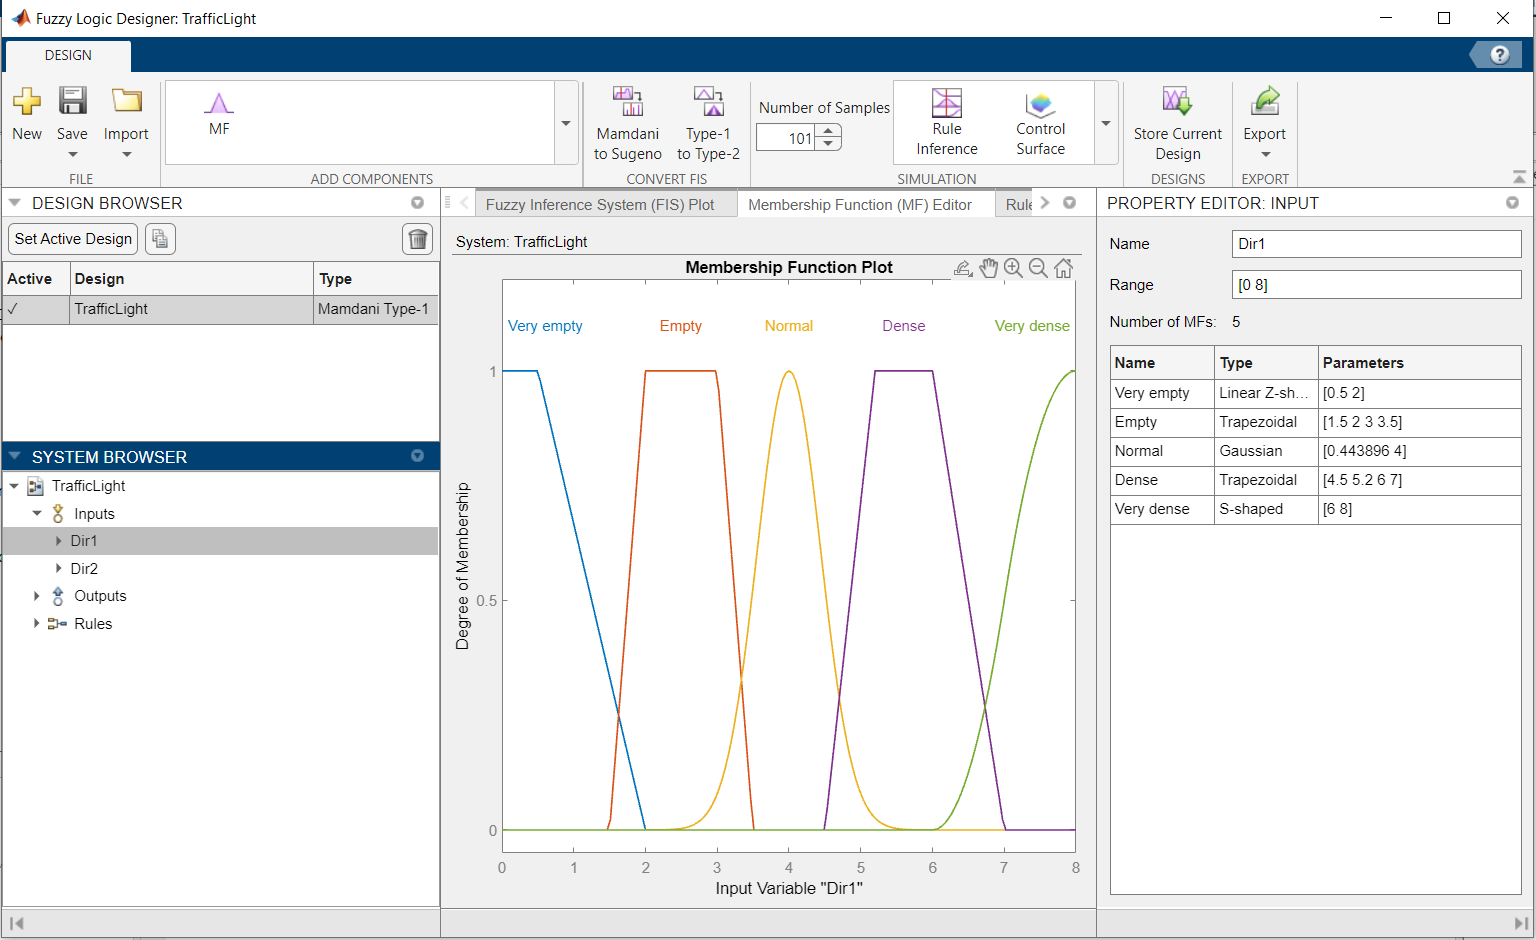 Fuzzy Logic Designer: TrafficLight
DESIGN
?
New
Save
Import
FILE
MF
ADD COMPONENTS
Mamdani
to Sugeno
Type-1
to Type-2
CONVERT FIS
Number of Samples
101
Rule
Inference
Control
Surface
SIMULATION
Store Current
Design
DESIGNS
Export
EXPORT
DESIGN BROWSER
Set Active Design
Active Design Type
✓ TrafficLight Mamdani Type-1
SYSTEM BROWSER
TrafficLight
Inputs
Dir1
Dir2
Outputs
Rules
Fuzzy Inference System (FIS) Plot
Membership Function (MF) Editor
Rule
System: TrafficLight
Membership Function Plot
Very empty Empty Normal Dense Very dense
Degree of Membership
1
0.5
0
0 1 2 3 4 5 6 7 8
Input Variable "Dir1"
PROPERTY EDITOR: INPUT
Name Dir1
Range [0 8]
Number of MFs: 5
Name Type Parameters
Very empty Linear Z-sh... [0.5 2]
Empty Trapezoidal [1.5 2 3 3.5]
Normal Gaussian [0.443896 4]
Dense Trapezoidal [4.5 5.2 6 7]
Very dense S-shaped [6 8]